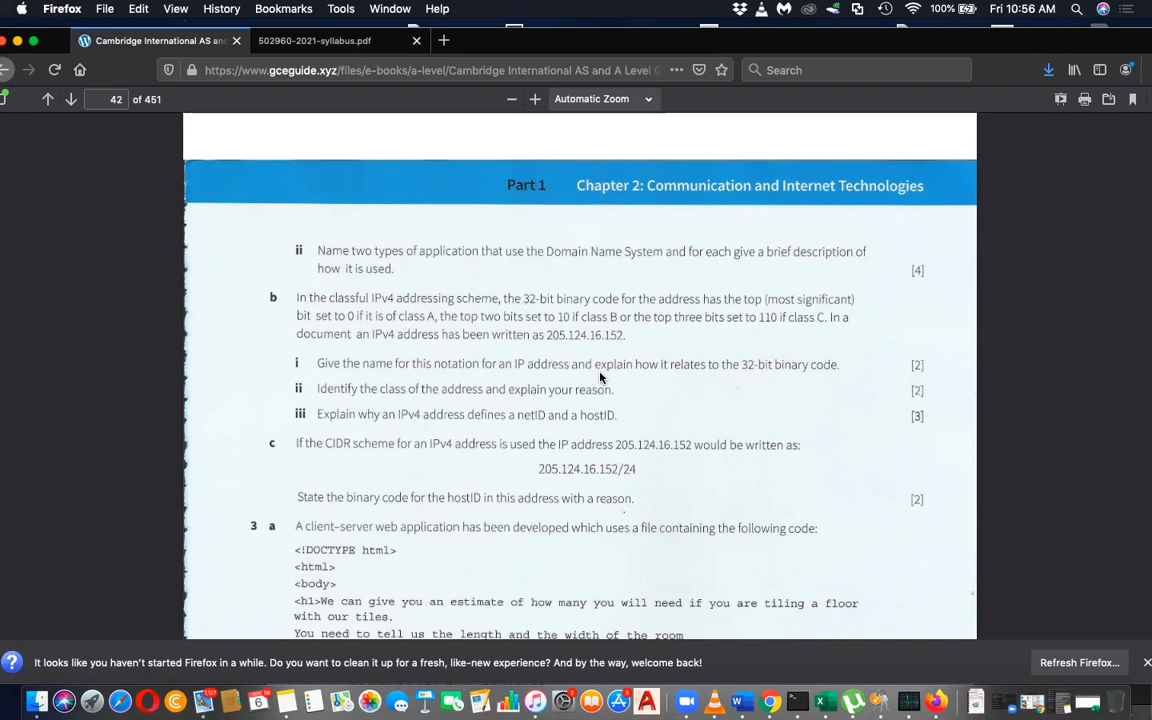 Firefox File Edit View History Bookmarks Tools Window Help 100% Fri 10:56 AM
Cambridge International AS and 502960-2021-syllabus.pdf
https://www.gceguide.xyz/files/e-books/a-level/Cambridge International AS and A Level C Search
42 of 451 Automatic Zoom
Part 1 Chapter 2: Communication and Internet Technologies
ii Name two types of application that use the Domain Name System and for each give a brief description of
how it is used. [4]
b In the classful IPv4 addressing scheme, the 32-bit binary code for the address has the top (most significant)
bit set to 0 if it is of class A, the top two bits set to 10 if class B or the top three bits set to 110 if class C. In a
document an IPv4 address has been written as 205.124.16.152.
i Give the name for this notation for an IP address and explain how it relates to the 32-bit binary code. [2]
ii Identify the class of the address and explain your reason. [2]
iii Explain why an IPv4 address defines a netID and a hostID. [3]
c If the CIDR scheme for an IPv4 address is used the IP address 205.124.16.152 would be written as:
205.124.16.152/24
State the binary code for the hostID in this address with a reason. [2]
3 a A client–server web application has been developed which uses a file containing the following code:
<!DOCTYPE html>
<html>
<body>
<h1>We can give you an estimate of how many you will need if you are tiling a floor
with our tiles.
You need to tell us the length and the width of the room
It looks like you haven't started Firefox in a while. Do you want to clean it up for a fresh, like-new experience? And by the way, welcome back! Refresh Firefox...